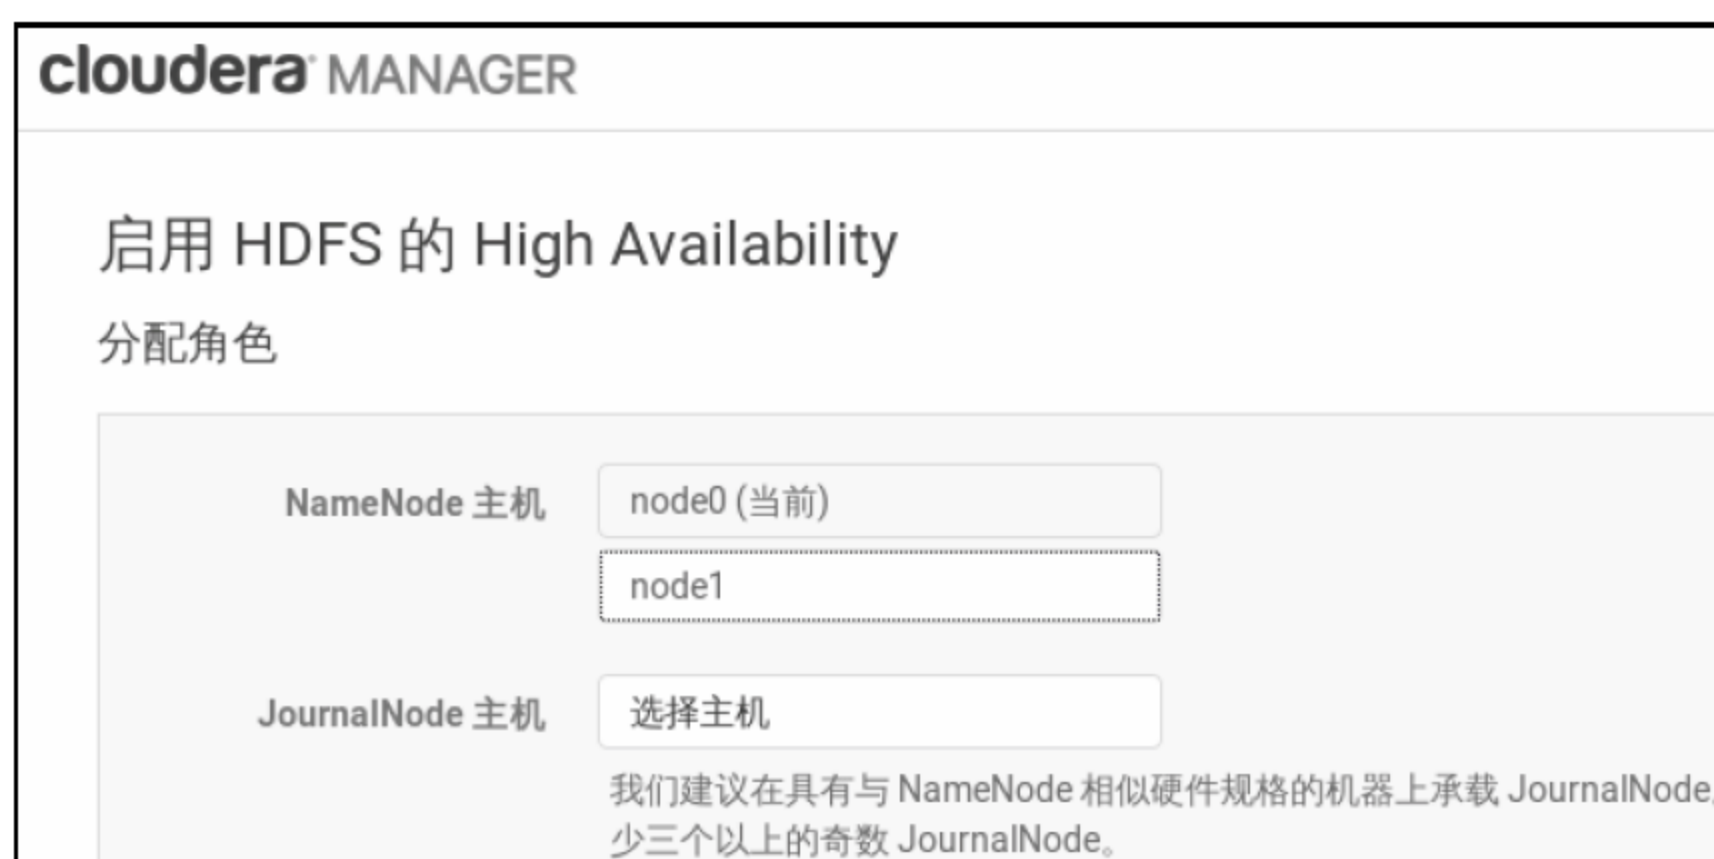 cloudera MANAGER
启用 HDFS 的 High Availability
分配角色
NameNode 主机
node0 (当前)
node1
JournalNode 主机
选择主机
我们建议在具有与 NameNode 相似硬件规格的机器上承载 JournalNode
少三个以上的奇数 JournalNode。